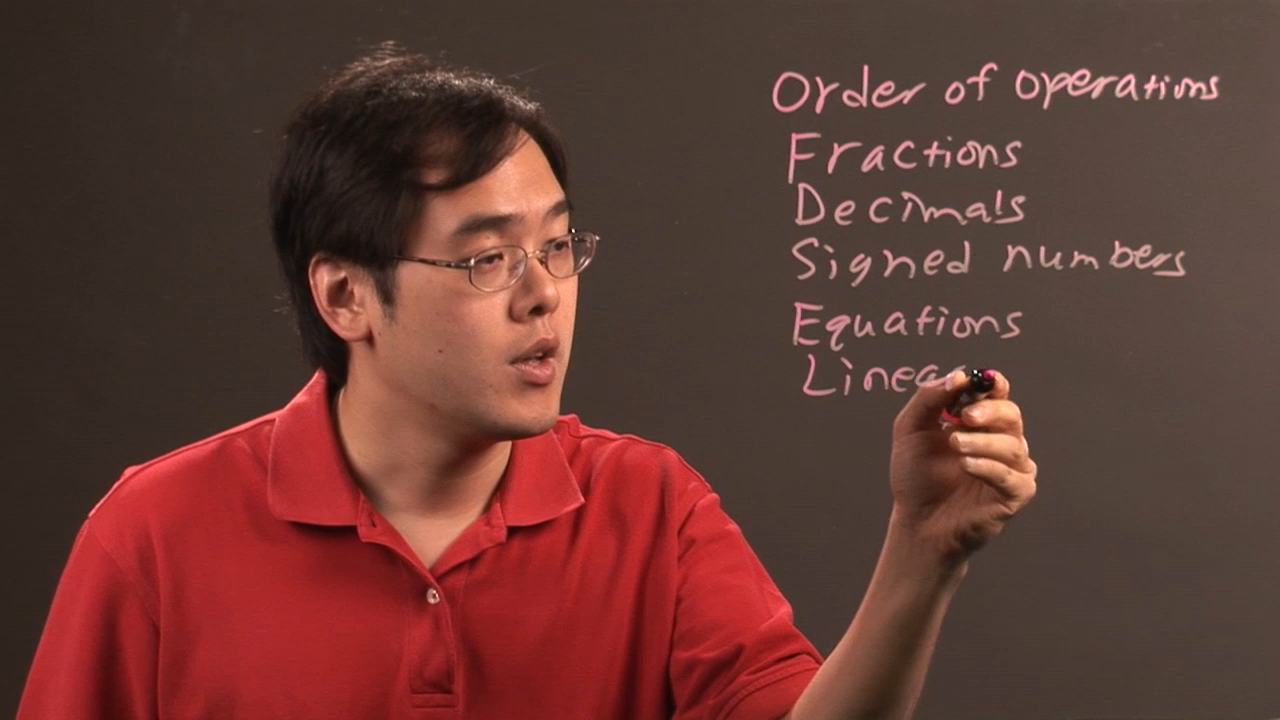 Order of operations
Fractions
Decimals
Signed numbers
Equations
Linear